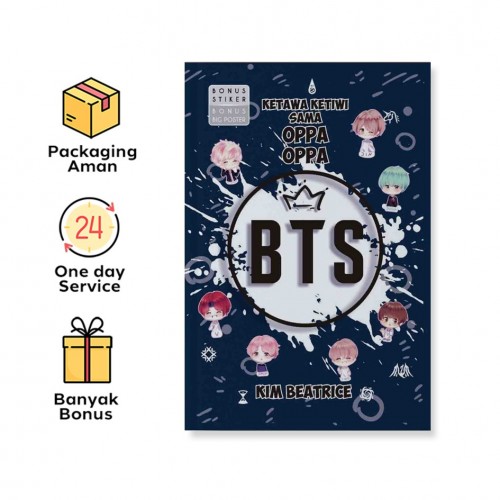 Packaging
Aman
24
One day
Service
Banyak
Bonus
BONUS
STIKER
BONUS
BIG POSTER
KETAWA KETIWI
SAMA
OPPA
OPPA
BTS
KIM BEATRICE